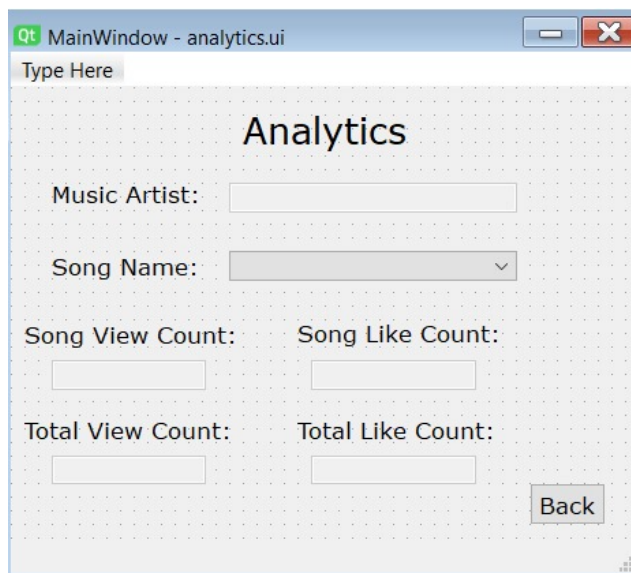 Qt MainWindow - analytics.ui
Type Here
Analytics
Music Artist:
Song Name:
Song View Count: Song Like Count:
Total View Count: Total Like Count:
Back